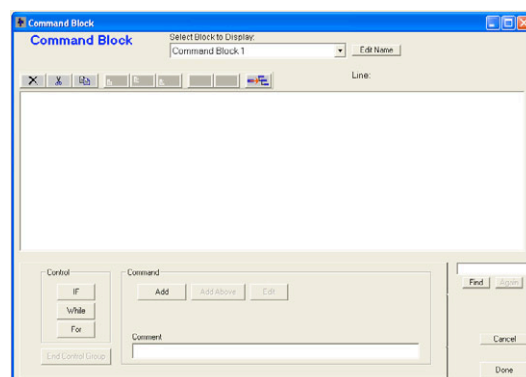 Command Block
Command Block
Select Block to Display:
Command Block 1
Edit Name
Line:
Control
IF
While
For
End Control Group
Command
Add
Add Above
Edit
Comment
Find
Again
Cancel
Done